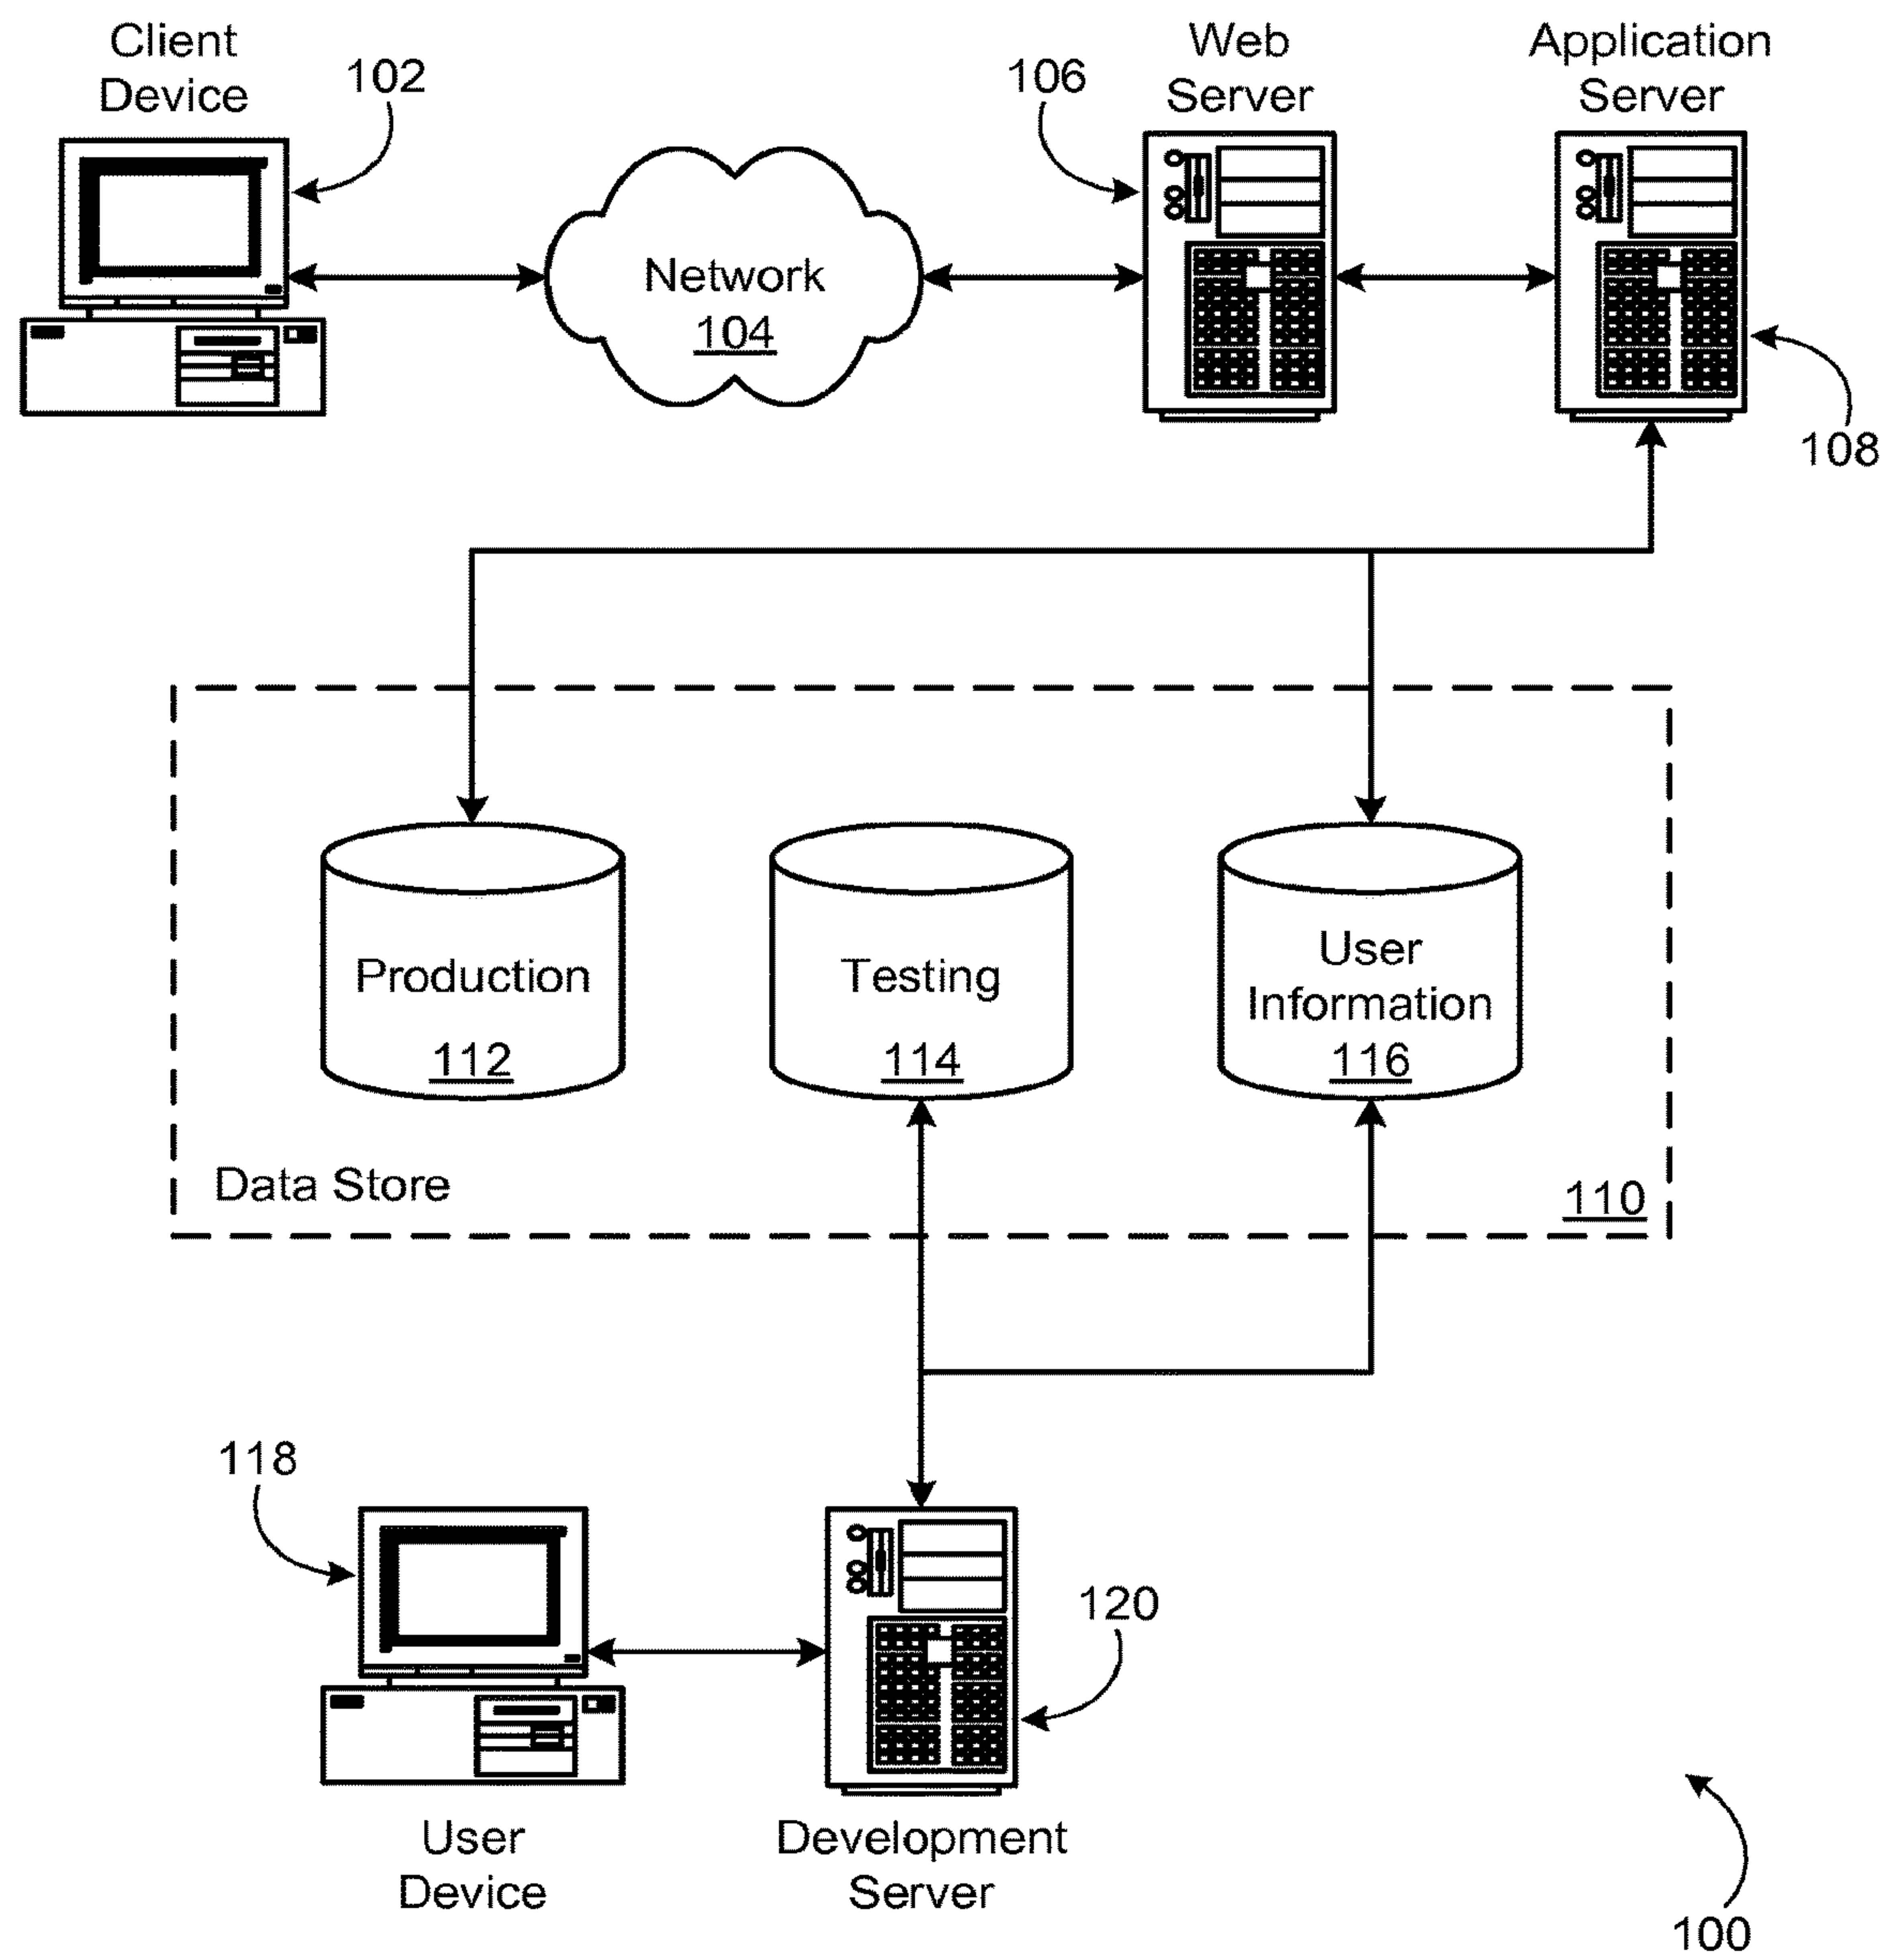 Client
Device
102
Network
104
106
Web
Server
Application
Server
108
Production
112
Testing
114
User
Information
116
Data Store
110
118
User
Device
120
Development
Server
100